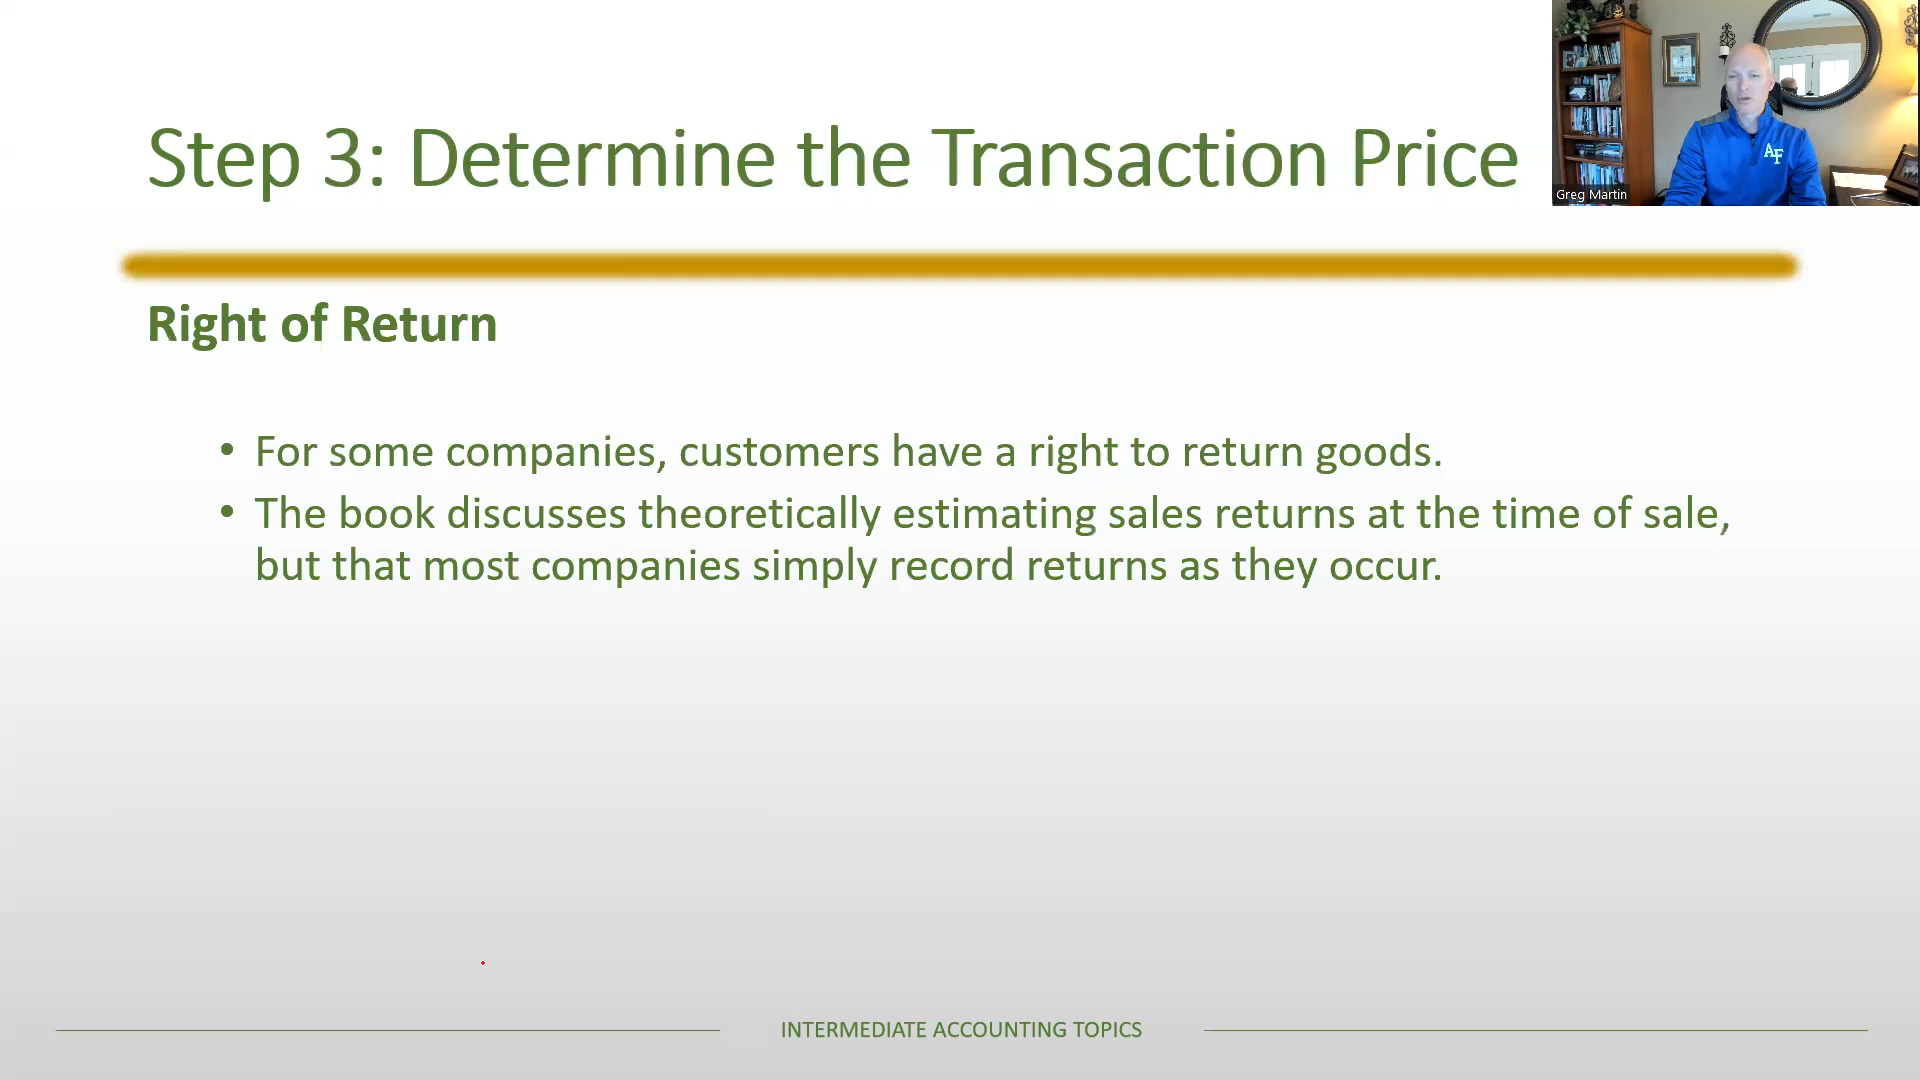 Step 3: Determine the Transaction Price
AF
Greg Martin
Right of Return
• For some companies, customers have a right to return goods.
• The book discusses theoretically estimating sales returns at the time of sale,
but that most companies simply record returns as they occur.
INTERMEDIATE ACCOUNTING TOPICS